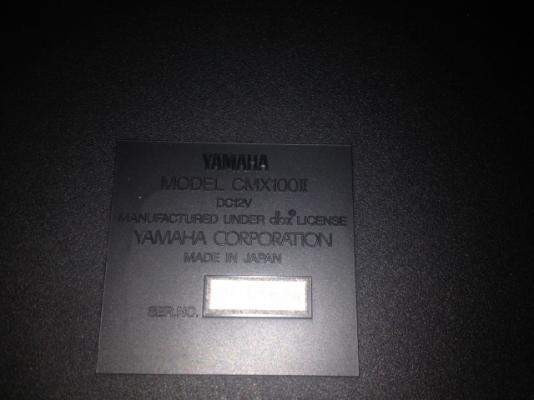 YAMAHA
MODEL CMX100II
DC12V
MANUFACTURED UNDER dbx® LICENSE
YAMAHA CORPORATION
MADE IN JAPAN
SER.NO.